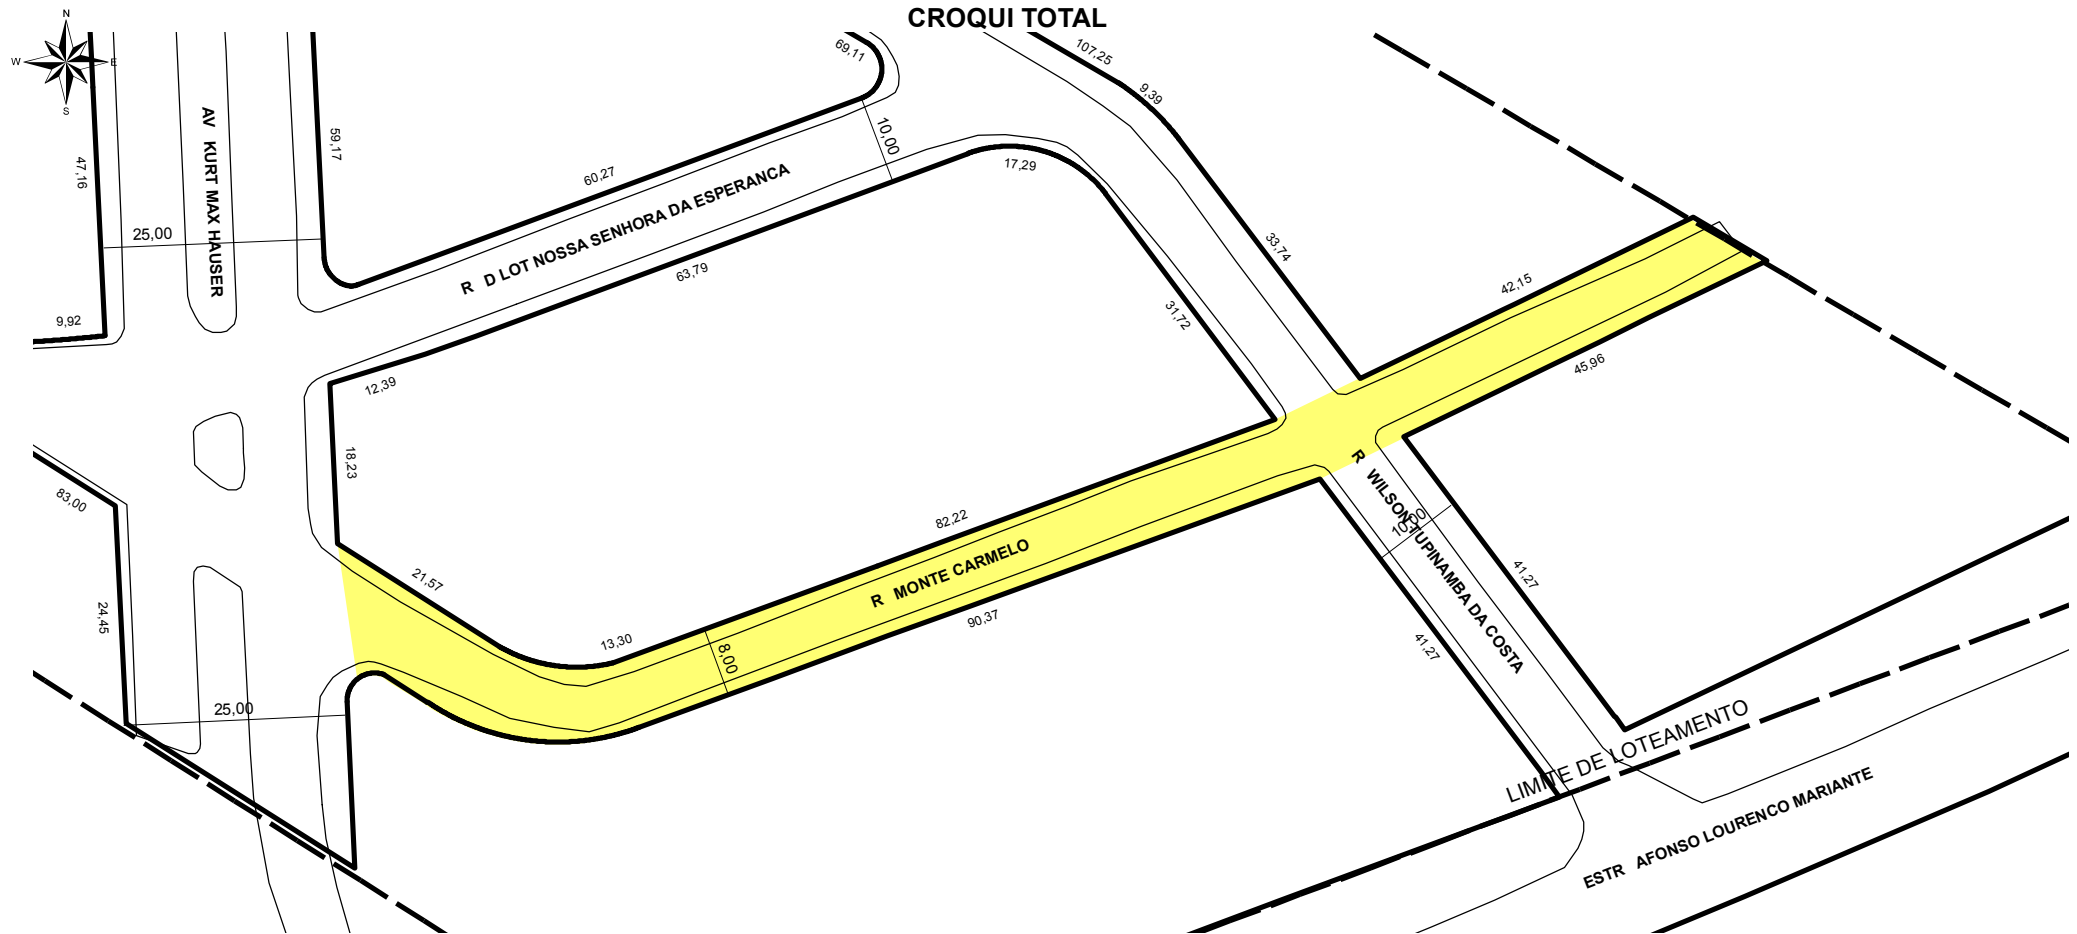 CROQUI TOTAL
N
W
E
S
69,11
107,25
9,39
AV KURT MAX HAUSER
59,17
47,16
10,00
60,27
17,29
R D LOT NOSSA SENHORA DA ESPERANCA
25,00
63,79
33,74
42,15
31,72
9,92
12,39
45,96
18,23
83,00
R WILSON TUPINAMBA DA COSTA
10,00
82,22
R MONTE CARMELO
21,57
41,27
24,45
13,30
90,37
8,00
41,27
25,00
LIMITE DE LOTEAMENTO
ESTR AFONSO LOURENCO MARIANTE